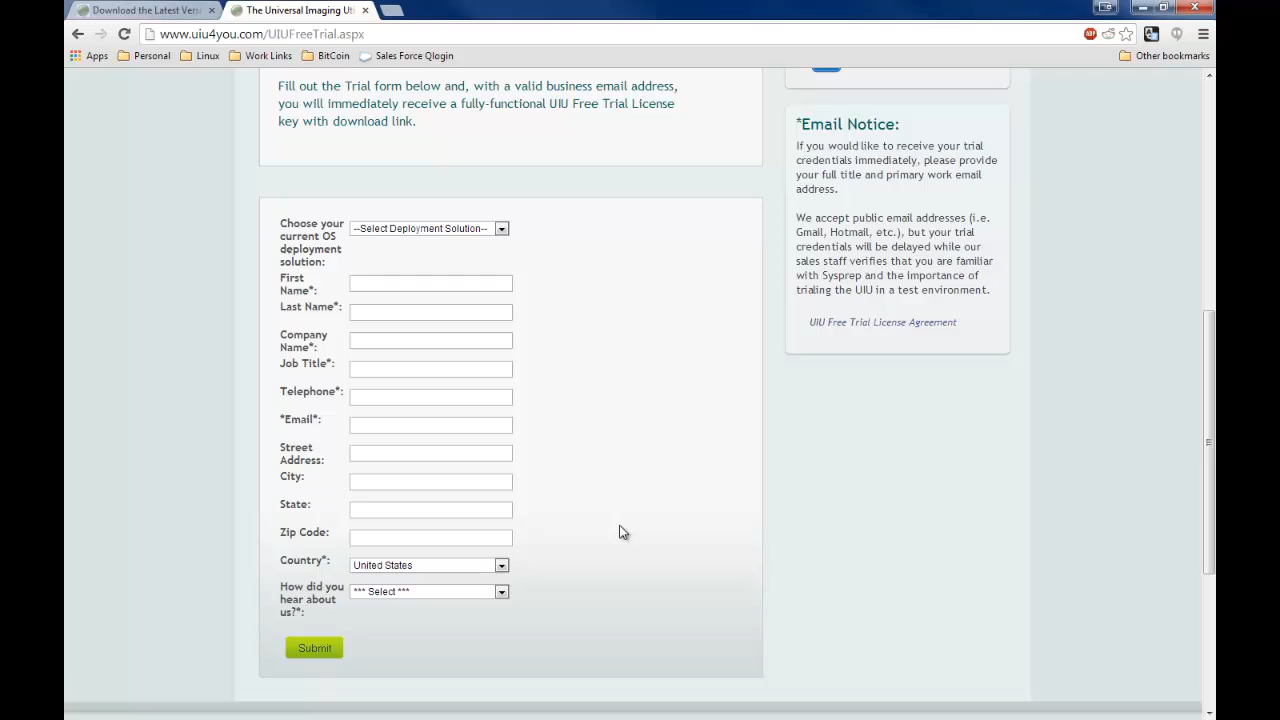 Download the Latest Versi
The Universal Imaging Uti
www.uiu4you.com/UIUFreeTrial.aspx
Apps Personal Linux Work Links BitCoin Sales Force Qlogin Other bookmarks
Fill out the Trial form below and, with a valid business email address,
you will immediately receive a fully-functional UIU Free Trial License
key with download link.
*Email Notice:
If you would like to receive your trial
credentials immediately, please provide
your full title and primary work email
address.
We accept public email addresses (i.e.
Gmail, Hotmail, etc.), but your trial
credentials will be delayed while our
sales staff verifies that you are familiar
with Sysprep and the importance of
trialing the UIU in a test environment.
UIU Free Trial License Agreement
Choose your
current OS
deployment
solution:
--Select Deployment Solution--
First
Name*:
Last Name*:
Company
Name*:
Job Title*:
Telephone*:
*Email*:
Street
Address:
City:
State:
Zip Code:
Country*:
United States
How did you
hear about
us?*:
*** Select ***
Submit